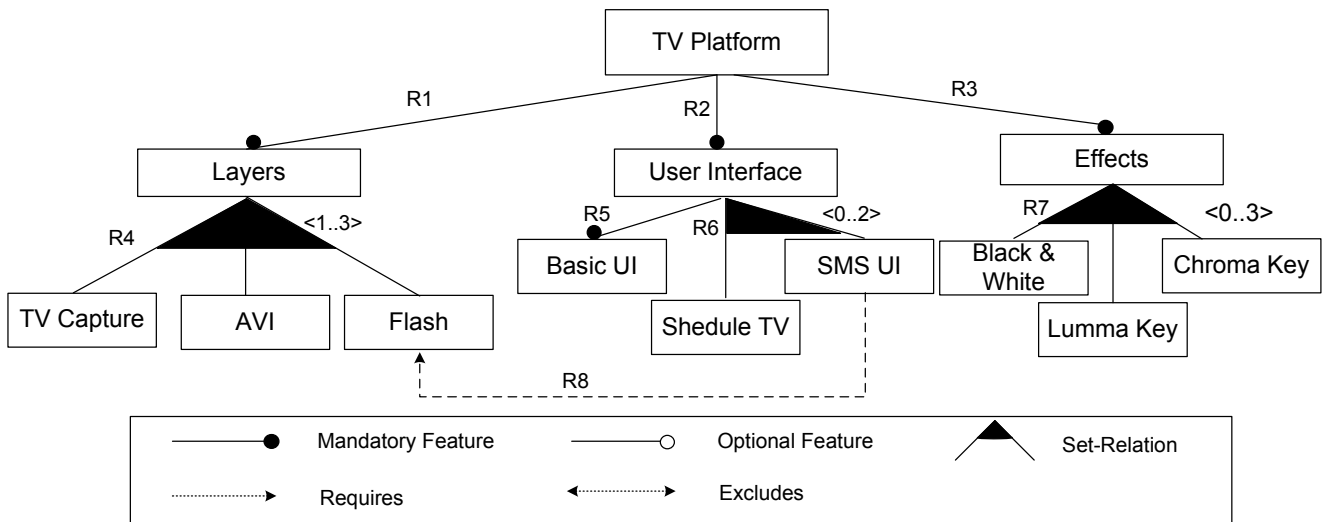 TV Platform
R1
R2
R3
Layers
User Interface
Effects
R4
<1..3>
R5
R6
<0..2>
R7
<0..3>
Basic UI
SMS UI
Black &
White
Chroma Key
TV Capture
AVI
Flash
Shedule TV
Lumma Key
R8
Mandatory Feature
Optional Feature
Set-Relation
Requires
Excludes